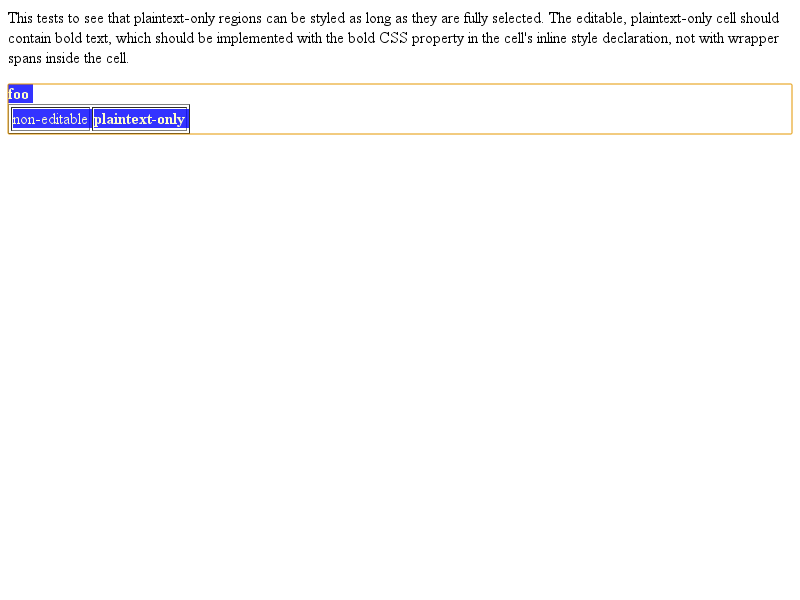 This tests to see that plaintext-only regions can be styled as long as they are fully selected. The editable, plaintext-only cell should
contain bold text, which should be implemented with the bold CSS property in the cell's inline style declaration, not with wrapper
spans inside the cell.
foo
non-editable plaintext-only